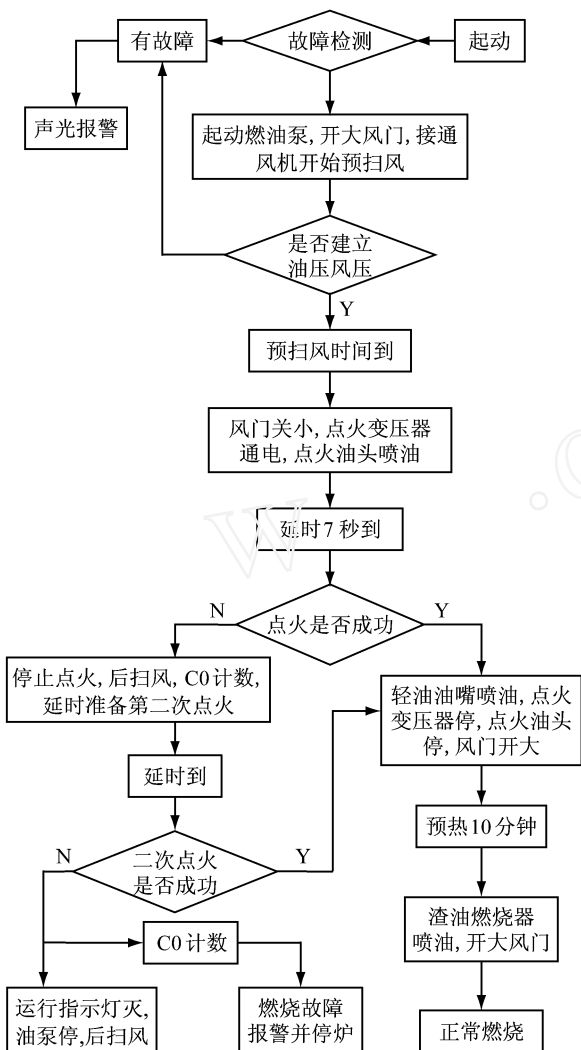 有故障
故障检测
起动
声光报警
起动燃油泵,开大风门,接通
风机开始预扫风
是否建立
油压风压
Y
预扫风时间到
风门关小,点火变压器
通电,点火油头喷油
延时7秒到
点火是否成功
N
Y
停止点火,后扫风,C0计数,
延时准备第二次点火
轻油油嘴喷油,点火
变压器停,点火油头
停,风门开大
延时到
预热10分钟
二次点火
是否成功
N
Y
渣油燃烧器
喷油,开大风门
C0计数
运行指示灯灭,
油泵停,后扫风
燃烧故障
报警并停炉
正常燃烧